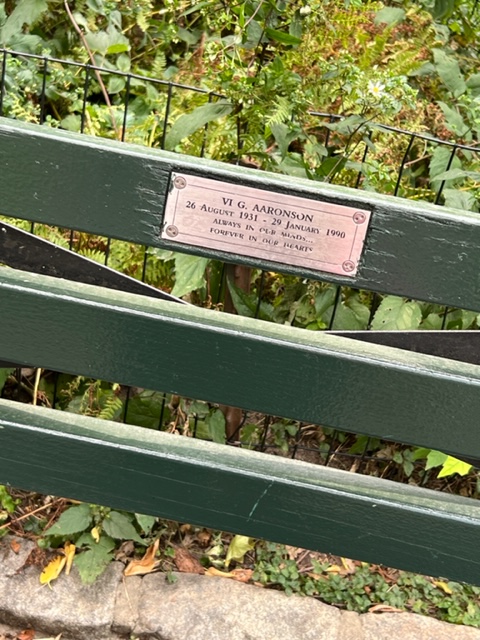 VI G. AARONSON
26 AUGUST 1931 - 29 JANUARY 1990
ALWAYS IN OUR MINDS...
FOREVER IN OUR HEARTS